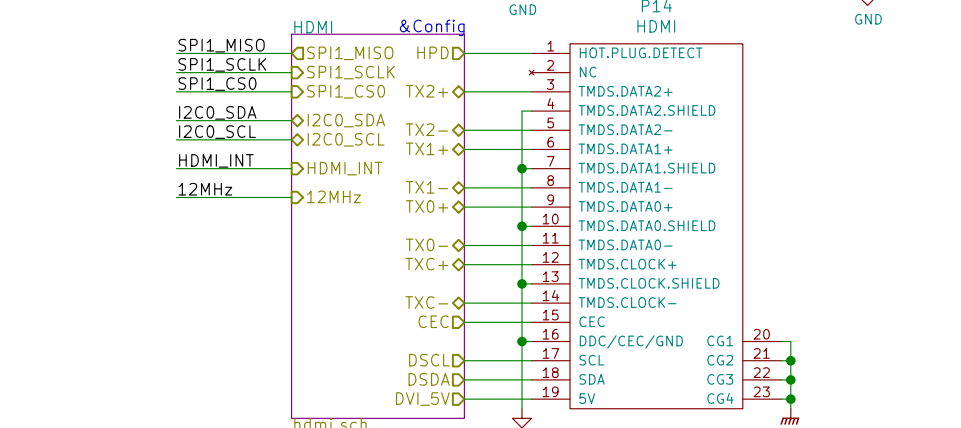 GND
P14
HDMI
GND
HDMI
&Config
SPI1_MISO
SPI1_SCLK
SPI1_CS0
I2C0_SDA
I2C0_SCL
HDMI_INT
12MHz
SPI1_MISO
SPI1_SCLK
SPI1_CS0
I2C0_SDA
I2C0_SCL
HDMI_INT
12MHz
HPD
TX2+
TX2-
TX1+
TX1-
TX0+
TX0-
TXC+
TXC-
CEC
DSCL
DSDA
DVI_5V
hdmi.sch
1 HOT.PLUG.DETECT
2 NC
3 TMDS.DATA2+
4 TMDS.DATA2.SHIELD
5 TMDS.DATA2-
6 TMDS.DATA1+
7 TMDS.DATA1.SHIELD
8 TMDS.DATA1-
9 TMDS.DATA0+
10 TMDS.DATA0.SHIELD
11 TMDS.DATA0-
12 TMDS.CLOCK+
13 TMDS.CLOCK.SHIELD
14 TMDS.CLOCK-
15 CEC
16 DDC/CEC/GND
17 SCL
18 SDA
19 5V
CG1 20
CG2 21
CG3 22
CG4 23